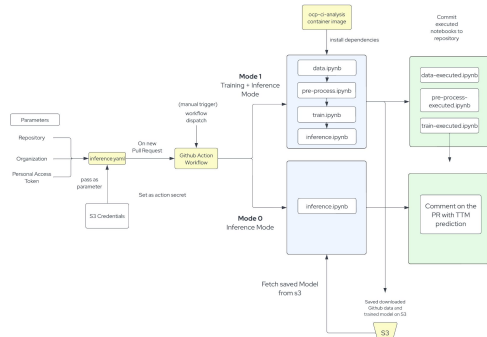 ocp-ci-analysis
container image
Commit
executed
notebooks to
repository
install dependencies
Mode 1
Training + Inference
Mode
data.ipynb
pre-process.ipynb
train.ipynb
inference.ipynb
data-executed.ipynb
pre-process-
executed.ipynb
train-executed.ipynb
(manual trigger)
workflow
dispatch
Parameters
Repository
Organization
Personal Access
Token
inference.yaml
On new
Pull Request
Github Action
Workflow
pass as
parameter
Set as action secret
S3 Credentials
Mode 0
Inference Mode
inference.ipynb
Comment on the
PR with TTM
prediction
Fetch saved Model
from s3
Saved downloaded
Github data and
trained model on S3
S3